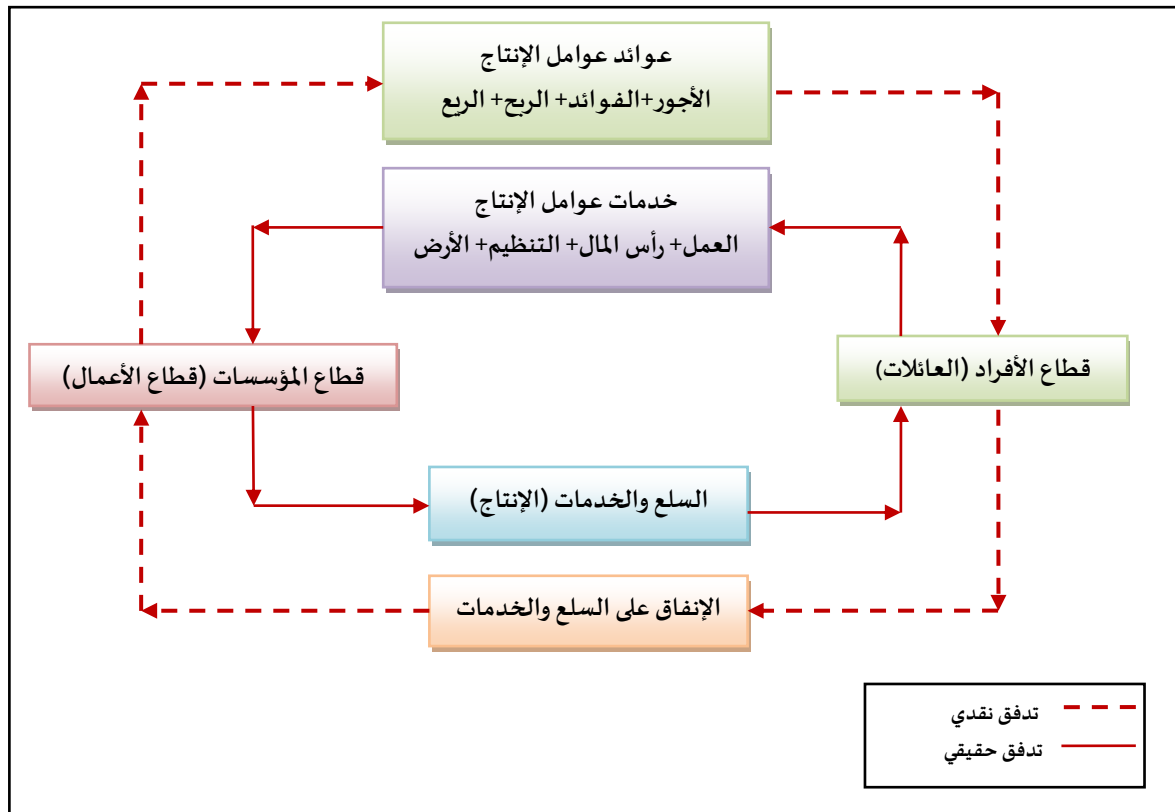 عوائد عوامل الإنتاج
الأجور+الفوائد+ الربح+ الريع
خدمات عوامل الإنتاج
العمل+ رأس المال+ التنظيم+ الأرض
قطاع الأفراد (العائلات)
قطاع المؤسسات (قطاع الأعمال)
السلع والخدمات (الإنتاج)
الإنفاق على السلع والخدمات
تدفق نقدي
تدفق حقيقي